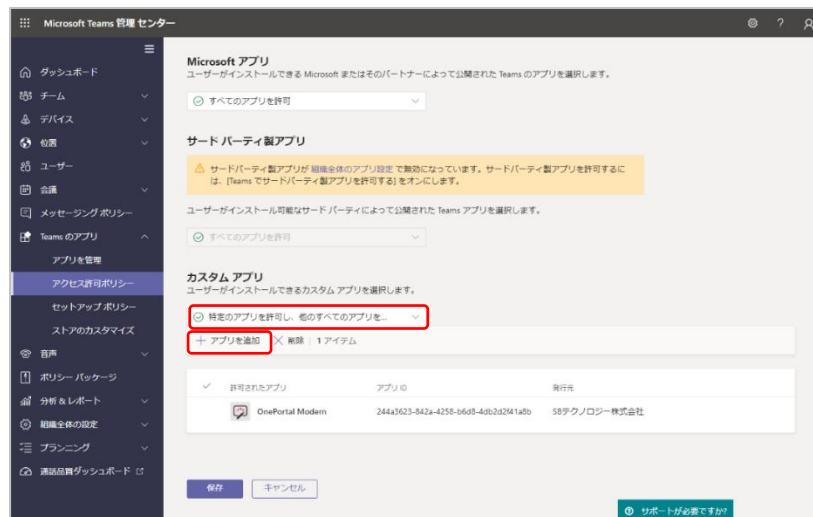 Microsoft Teams 管理 センター
?
ダッシュボード
チーム
デバイス
位置
ユーザー
会議
メッセージング ポリシー
Teams のアプリ
アプリを管理
アクセス許可ポリシー
セットアップ ポリシー
ストアのカスタマイズ
音声
ポリシー パッケージ
分析 & レポート
組織全体の設定
プランニング
通話品質ダッシュボード
Microsoft アプリ
ユーザーがインストールできる Microsoft またはそのパートナーによって公開された Teams のアプリを選択します。
すべてのアプリを許可
サード パーティ製アプリ
サードパーティ製アプリが 組織全体のアプリ設定 で無効になっています。サードパーティ製アプリを許可するに
は、[Teams でサードパーティ製アプリを許可する] をオンにします。
ユーザーがインストール可能なサード パーティによって公開された Teams アプリを選択します。
すべてのアプリを許可
カスタム アプリ
ユーザーがインストールできるカスタム アプリを選択します。
特定のアプリを許可し、他のすべてのアプリを...
アプリを追加 削除 | 1 アイテム
許可されたアプリ アプリ ID 発行元
OnePortal Modern 244a3623-842a-4258-b6d8-4db2d2f41a8b SBテクノロジー株式会社
保存 キャンセル
サポートが必要ですか?